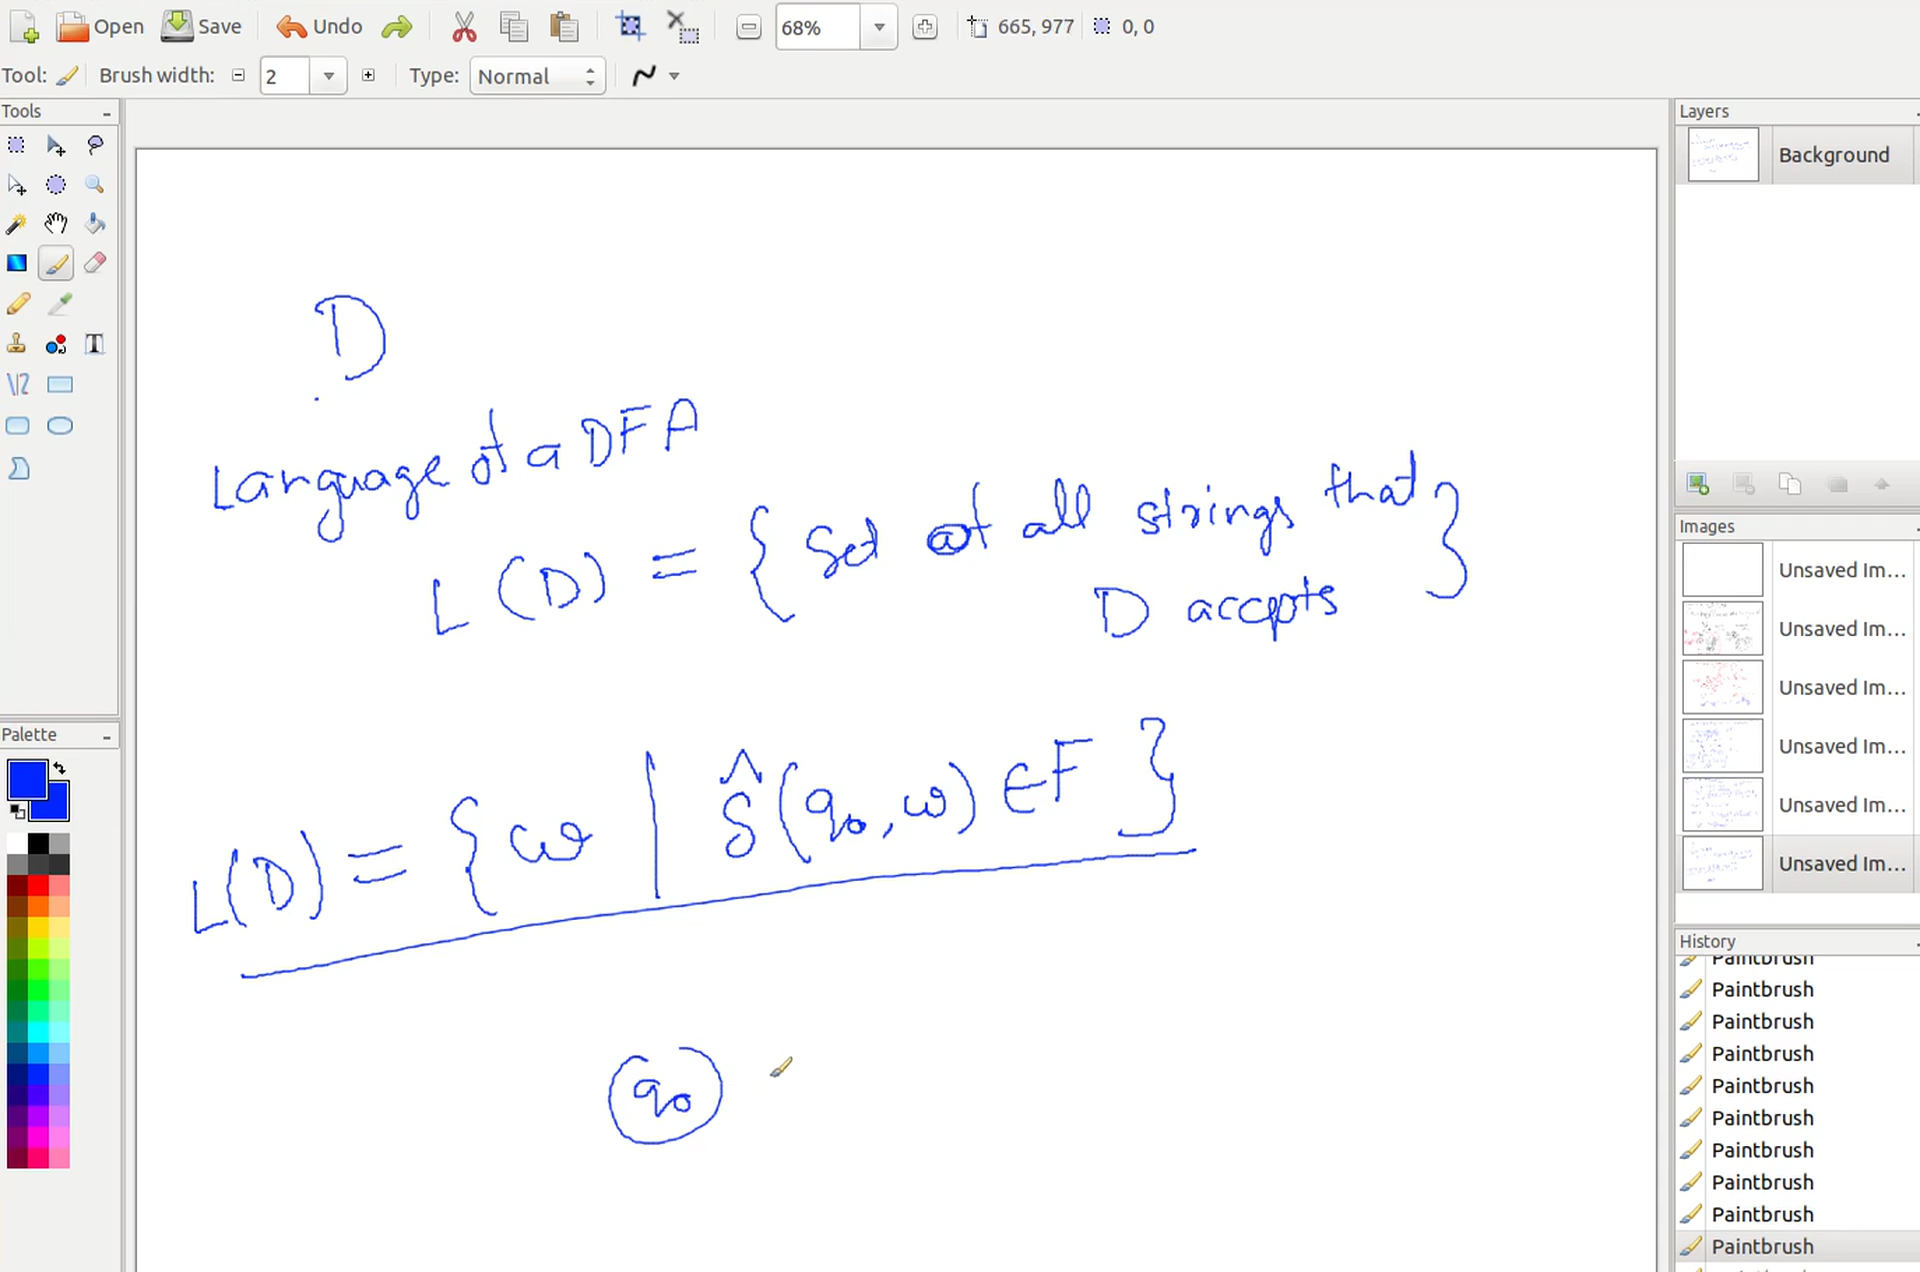 Open Save Undo 68% 665, 977 0, 0
Tool: Brush width: 2 Type: Normal
Tools
Layers
Background
D
Language of a DFA
L(D) = { Set of all strings that
D accepts }
Images
Unsaved Im...
Unsaved Im...
Unsaved Im...
Unsaved Im...
Unsaved Im...
Unsaved Im...
Palette
L(D) = { w | δ̂(q₀, w) ∈ F }
q₀
History
Paintbrush
Paintbrush
Paintbrush
Paintbrush
Paintbrush
Paintbrush
Paintbrush
Paintbrush
Paintbrush
Paintbrush